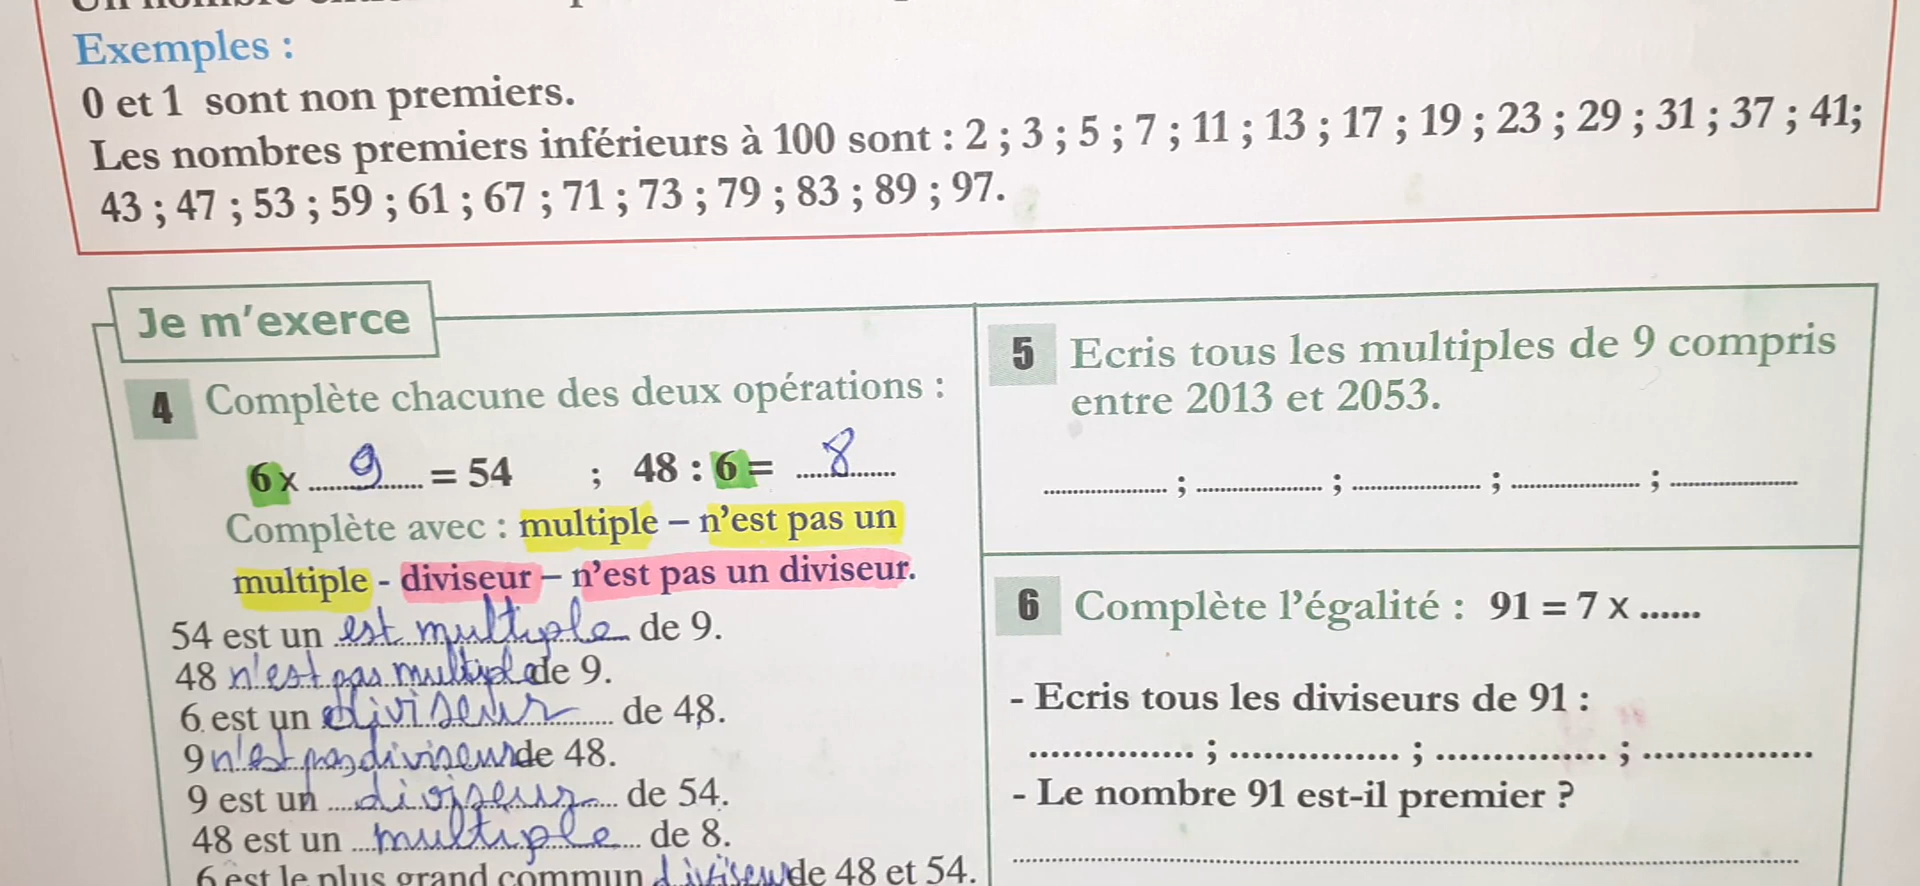 Exemples :
0 et 1 sont non premiers.
Les nombres premiers inférieurs à 100 sont : 2 ; 3 ; 5 ; 7 ; 11 ; 13 ; 17 ; 19 ; 23 ; 29 ; 31 ; 37 ; 41;
43 ; 47 ; 53 ; 59 ; 61 ; 67 ; 71 ; 73 ; 79 ; 83 ; 89 ; 97.
Je m'exerce
4 Complète chacune des deux opérations :
6 x ...9... = 54 ; 48 : 6 = ...8...
Complète avec : multiple – n'est pas un
multiple - diviseur – n'est pas un diviseur.
54 est un est multiple de 9.
48 n'est pas multiple de 9.
6 est un diviseur de 48.
9 n'est pas diviseur de 48.
9 est un diviseur de 54.
48 est un multiple de 8.
6 est le plus grand commun diviseur de 48 et 54.
5 Ecris tous les multiples de 9 compris
entre 2013 et 2053.
............ ; ............ ; ............ ; ............ ; ............
6 Complète l'égalité : 91 = 7 x ......
- Ecris tous les diviseurs de 91 :
............ ; ............ ; ............ ; ............
- Le nombre 91 est-il premier ?